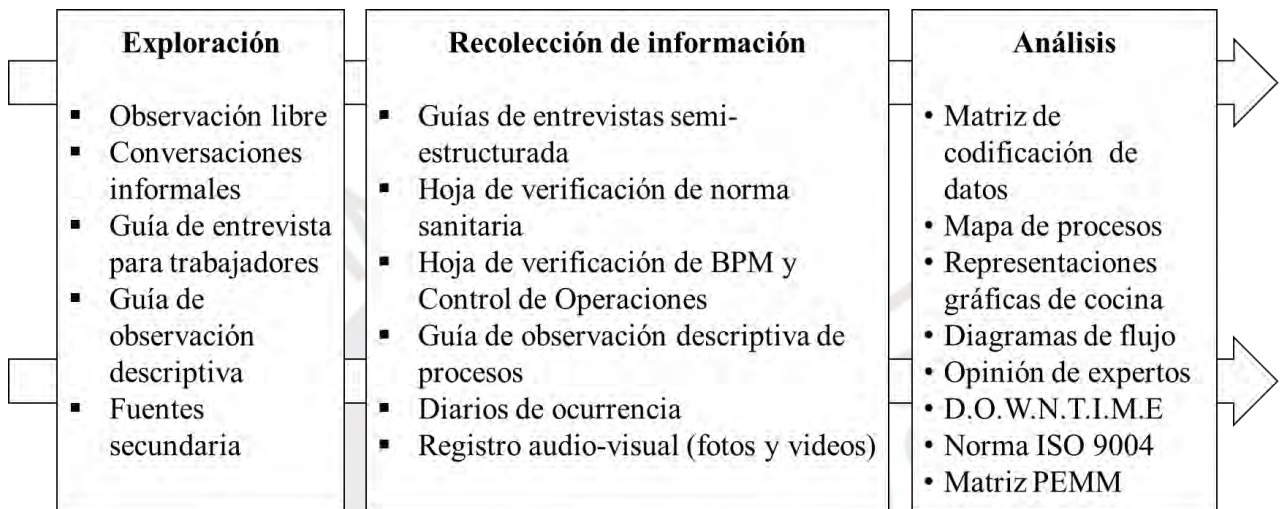 Exploración
▪ Observación libre
▪ Conversaciones
informales
▪ Guía de entrevista
para trabajadores
▪ Guía de
observación
descriptiva
▪ Fuentes
secundaria
Recolección de información
▪ Guías de entrevistas semi-
estructurada
▪ Hoja de verificación de norma
sanitaria
▪ Hoja de verificación de BPM y
Control de Operaciones
▪ Guía de observación descriptiva de
procesos
▪ Diarios de ocurrencia
▪ Registro audio-visual (fotos y videos)
Análisis
• Matriz de
codificación de
datos
• Mapa de procesos
• Representaciones
gráficas de cocina
• Diagramas de flujo
• Opinión de expertos
• D.O.W.N.T.I.M.E
• Norma ISO 9004
• Matriz PEMM